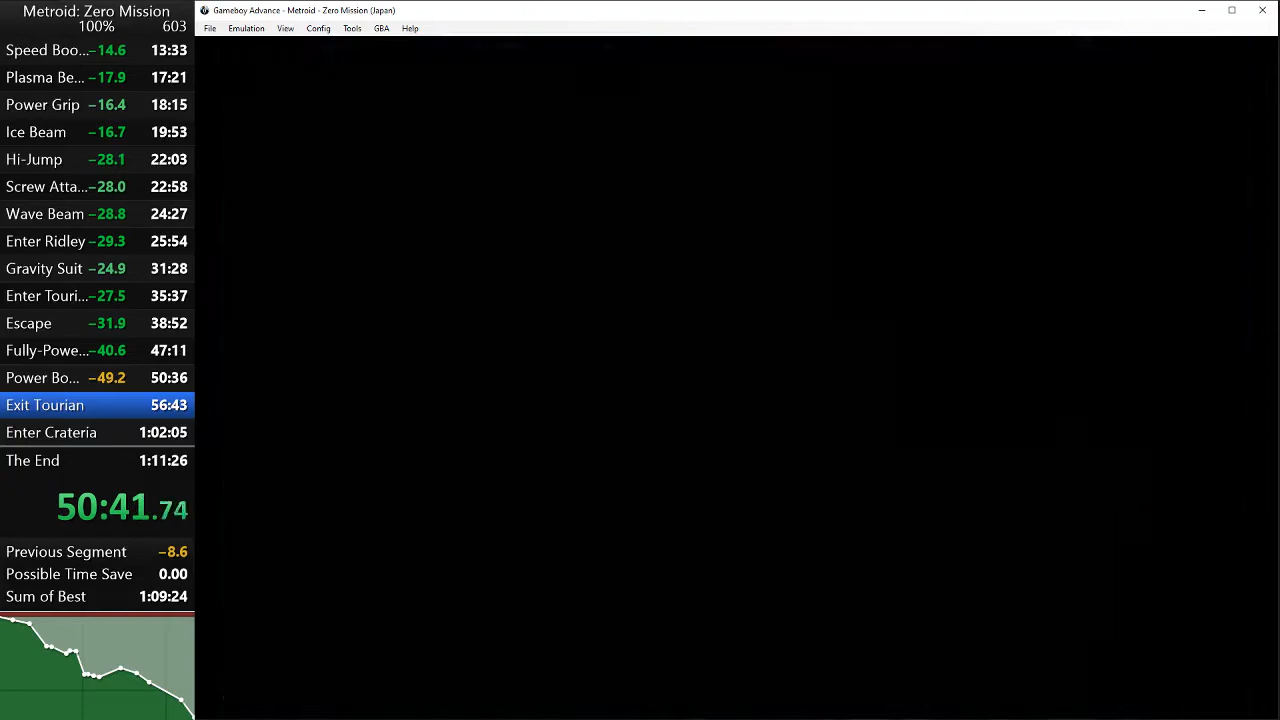 Metroid: Zero Mission
100% 603
Gameboy Advance - Metroid - Zero Mission (Japan)
File Emulation View Config Tools GBA Help
Speed Boo... −14.6 13:33
Plasma Be... −17.9 17:21
Power Grip −16.4 18:15
Ice Beam −16.7 19:53
Hi-Jump −28.1 22:03
Screw Atta... −28.0 22:58
Wave Beam −28.8 24:27
Enter Ridley −29.3 25:54
Gravity Suit −24.9 31:28
Enter Touri... −27.5 35:37
Escape −31.9 38:52
Fully-Powe... −40.6 47:11
Power Bo... −49.2 50:36
Exit Tourian 56:43
Enter Crateria 1:02:05
The End 1:11:26
50:41.74
Previous Segment −8.6
Possible Time Save 0.00
Sum of Best 1:09:24